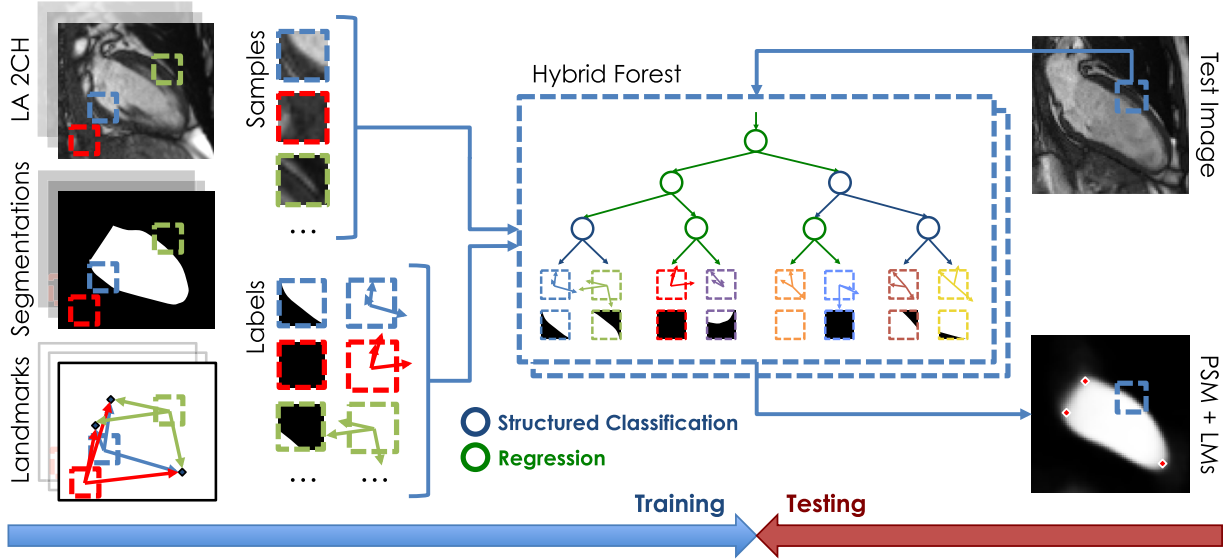 LA 2CH
Segmentations
Landmarks
Samples
...
Labels
... ...
Hybrid Forest
Structured Classification
Regression
Test Image
PSM + LMs
Training
Testing